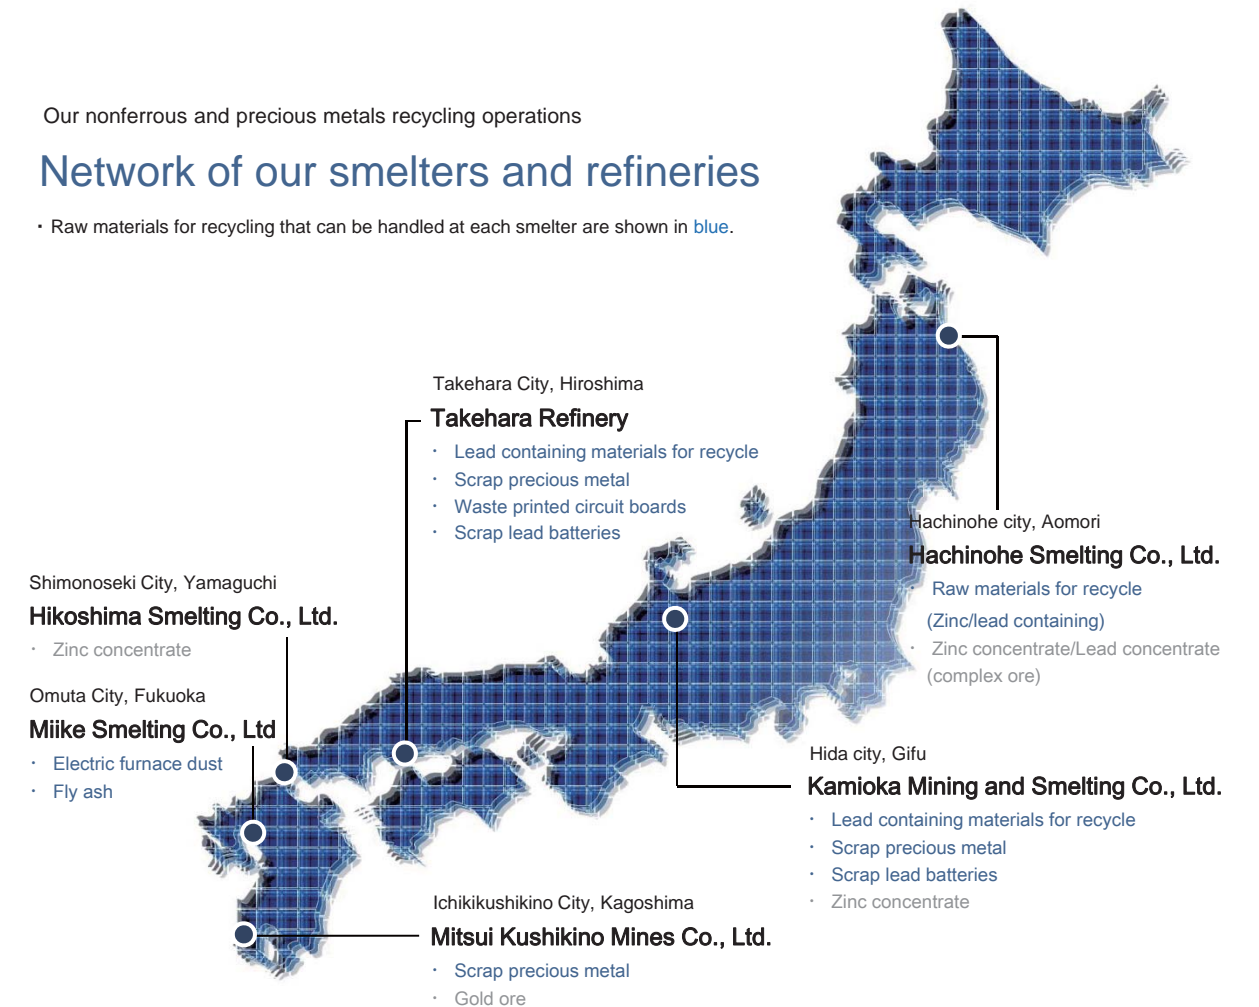 Our nonferrous and precious metals recycling operations
Network of our smelters and refineries
・Raw materials for recycling that can be handled at each smelter are shown in blue.
Takehara City, Hiroshima
Takehara Refinery
・ Lead containing materials for recycle
・ Scrap precious metal
・ Waste printed circuit boards
・ Scrap lead batteries
Hachinohe city, Aomori
Hachinohe Smelting Co., Ltd.
・ Raw materials for recycle
(Zinc/lead containing)
・ Zinc concentrate/Lead concentrate
(complex ore)
Shimonoseki City, Yamaguchi
Hikoshima Smelting Co., Ltd.
・ Zinc concentrate
Omuta City, Fukuoka
Miike Smelting Co., Ltd
・ Electric furnace dust
・ Fly ash
Hida city, Gifu
Kamioka Mining and Smelting Co., Ltd.
・ Lead containing materials for recycle
・ Scrap precious metal
・ Scrap lead batteries
・ Zinc concentrate
Ichikikushikino City, Kagoshima
Mitsui Kushikino Mines Co., Ltd.
・ Scrap precious metal
・ Gold ore